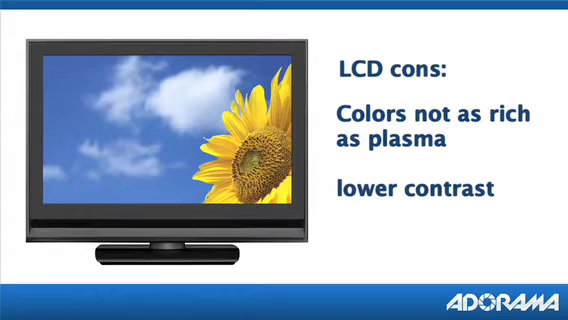 LCD cons:
Colors not as rich
as plasma
lower contrast
ADORAMA